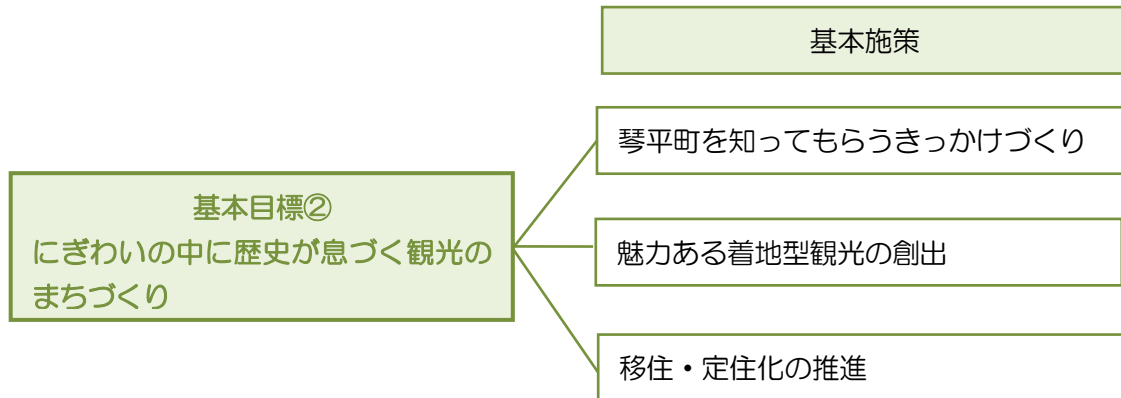 基本施策
琴平町を知ってもらうきっかけづくり
基本目標②
にぎわいの中に歴史が息づく観光の
まちづくり
魅力ある着地型観光の創出
移住・定住化の推進